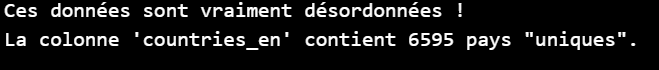 Ces données sont vraiment désordonnées !
La colonne 'countries_en' contient 6595 pays "uniques".